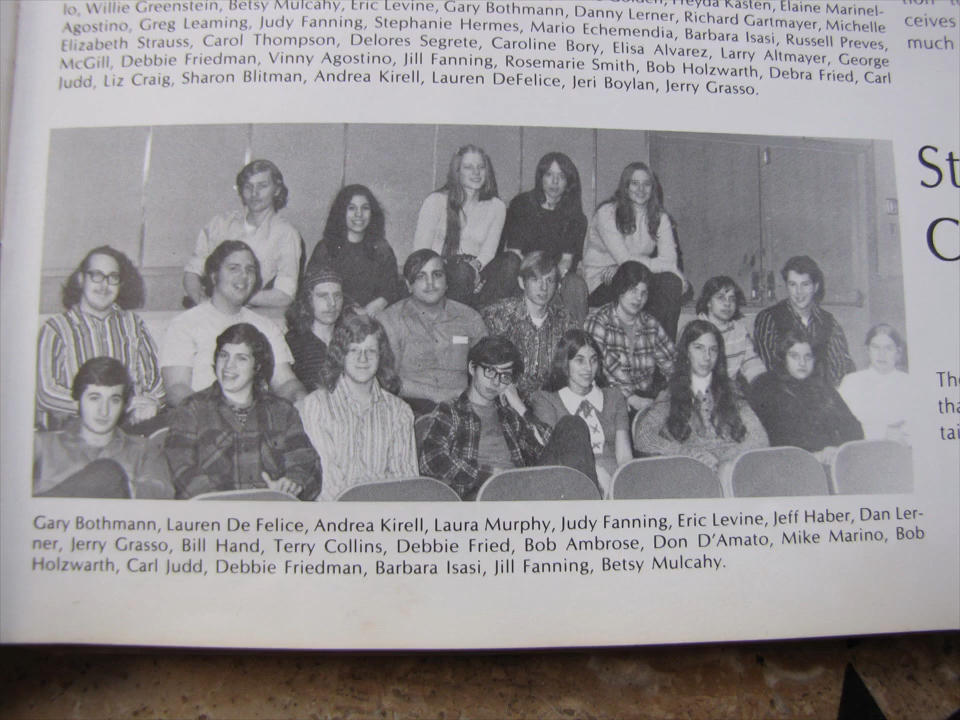 lo, Willie Greenstein, Betsy Mulcahy, Eric Levine, Gary Bothmann, Danny Lerner, Richard Gartmayer, Michelle
Freyda Kasten, Elaine Marinel-
Agostino, Greg Leaming, Judy Fanning, Stephanie Hermes, Mario Echemendia, Barbara Isasi, Russell Preves,
Elizabeth Strauss, Carol Thompson, Delores Segrete, Caroline Bory, Elisa Alvarez, Larry Altmayer, George
McGill, Debbie Friedman, Vinny Agostino, Jill Fanning, Rosemarie Smith, Bob Holzwarth, Debra Fried, Carl
Judd, Liz Craig, Sharon Blitman, Andrea Kirell, Lauren DeFelice, Jeri Boylan, Jerry Grasso.
Gary Bothmann, Lauren De Felice, Andrea Kirell, Laura Murphy, Judy Fanning, Eric Levine, Jeff Haber, Dan Ler-
ner, Jerry Grasso, Bill Hand, Terry Collins, Debbie Fried, Bob Ambrose, Don D'Amato, Mike Marino, Bob
Holzwarth, Carl Judd, Debbie Friedman, Barbara Isasi, Jill Fanning, Betsy Mulcahy.
ceives
much
St
C
The
tha
tai